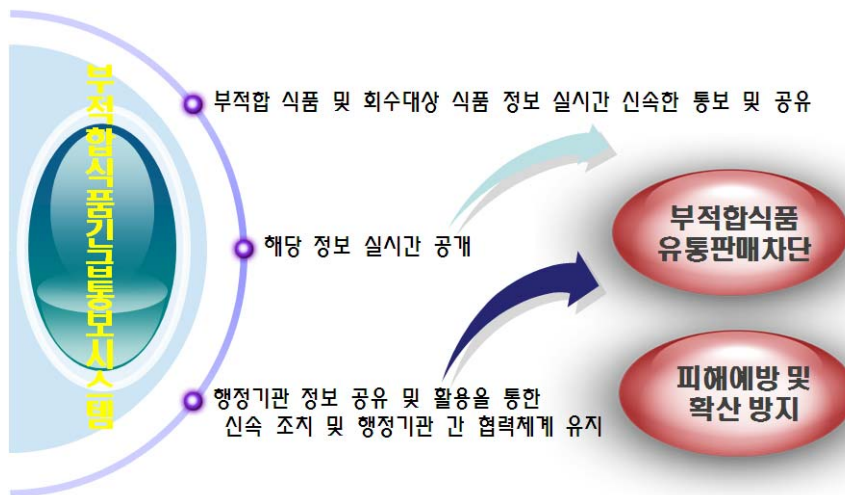 부적합식품긴급통보시스템
부적합 식품 및 회수대상 식품 정보 실시간 신속한 통보 및 공유
해당 정보 실시간 공개
행정기관 정보 공유 및 활용을 통한
신속 조치 및 행정기관 간 협력체계 유지
부적합식품
유통판매차단
피해예방 및
확산 방지